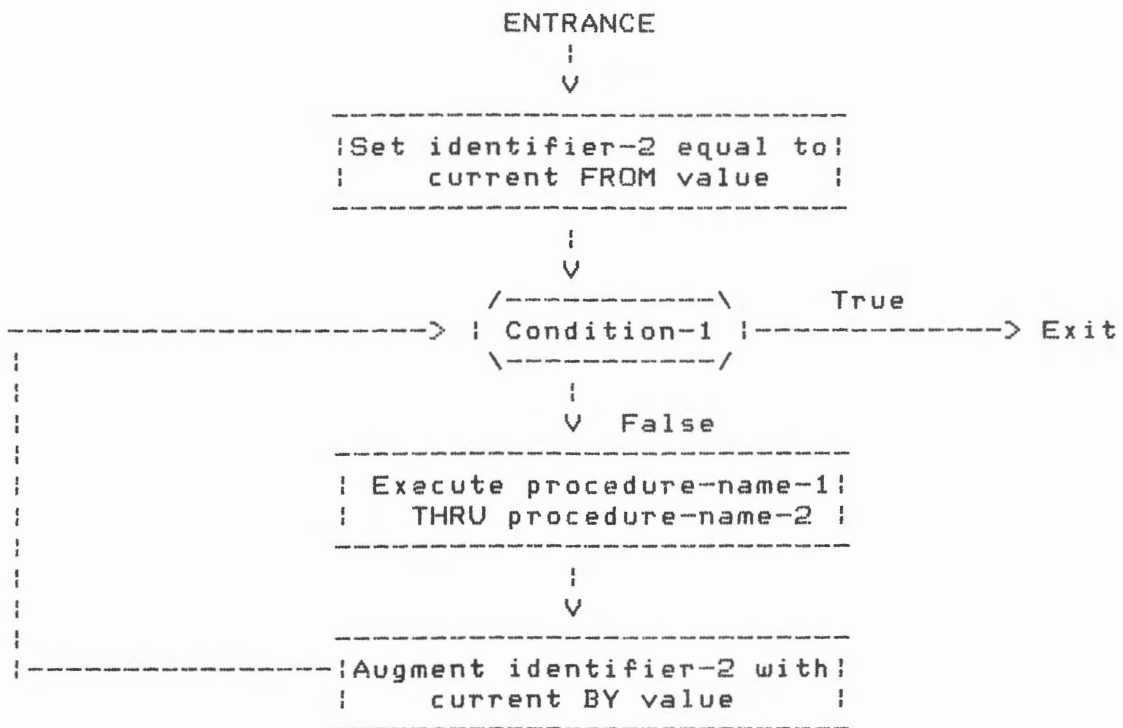 ENTRANCE
Set identifier-2 equal to
current FROM value
True
Condition-1
Exit
False
Execute procedure-name-1
THRU procedure-name-2
Augment identifier-2 with
current BY value